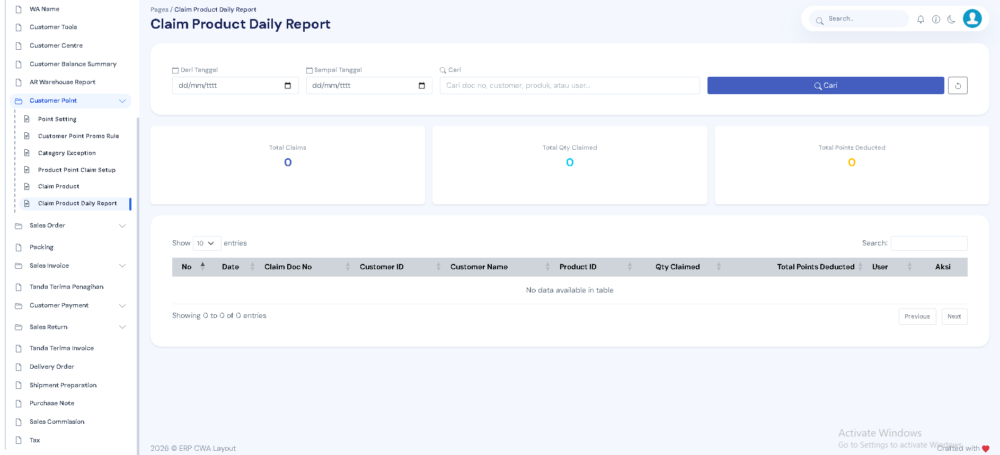 WA Name
Customer Tools
Customer Centre
Customer Balance Summary
AR Warehouse Report
Customer Point
Point Setting
Customer Point Promo Rule
Category Exception
Product Point Claim Setup
Claim Product
Claim Product Daily Report
Sales Order
Packing
Sales Invoice
Tanda Terima Penagihan
Customer Payment
Sales Return
Tanda Terima Invoice
Delivery Order
Shipment Preparation
Purchase Note
Sales Commission
Tax
Pages / Claim Product Daily Report
Claim Product Daily Report
Search...
Dari Tanggal
dd/mm/tttt
Sampai Tanggal
dd/mm/tttt
Cari
Cari doc no, customer, produk, atau user...
Cari
Total Claims
0
Total Qty Claimed
0
Total Points Deducted
0
Show 10 entries
Search:
No Date Claim Doc No Customer ID Customer Name Product ID Qty Claimed Total Points Deducted User Aksi
No data available in table
Showing 0 to 0 of 0 entries
Previous Next
Activate Windows
Go to Settings to activate Windows.
2026 © ERP CWA Layout
Crafted with